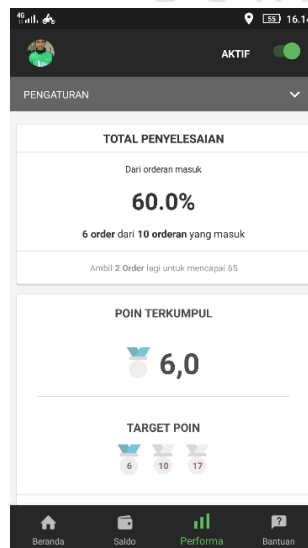 4G 55 16.14
AKTIF
PENGATURAN
TOTAL PENYELESAIAN
Dari orderan masuk
60.0%
6 order dari 10 orderan yang masuk
Ambil 2 Order lagi untuk mencapai 65
POIN TERKUMPUL
6,0
TARGET POIN
6 10 17
Beranda Saldo Performa Bantuan